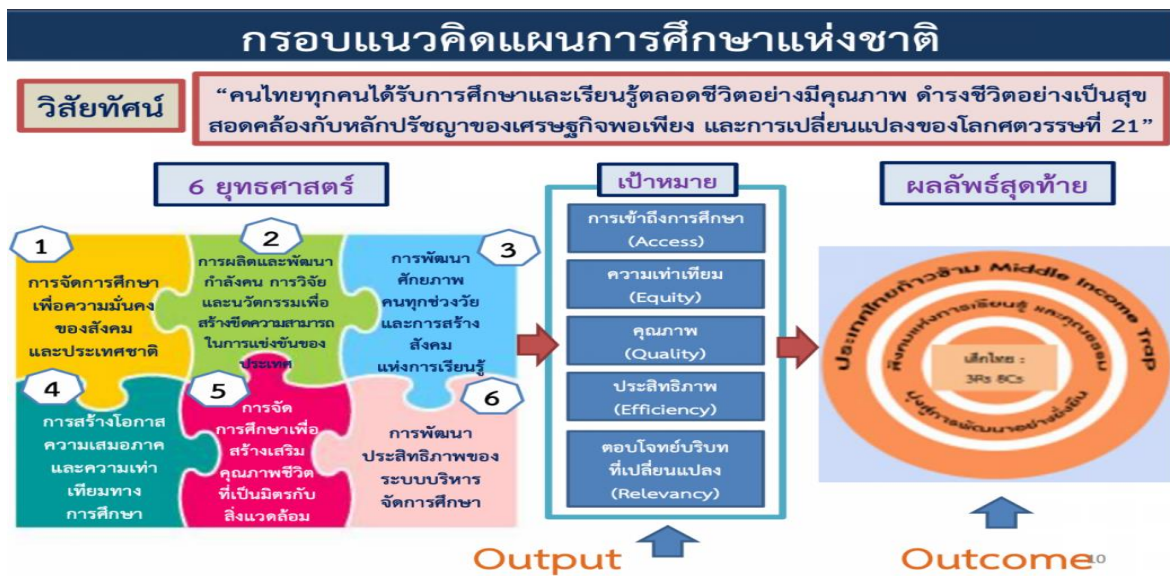 กรอบแนวคิดแผนการศึกษาแห่งชาติ
วิสัยทัศน์
“คนไทยทุกคนได้รับการศึกษาและเรียนรู้ตลอดชีวิตอย่างมีคุณภาพ ดำรงชีวิตอย่างเป็นสุข
สอดคล้องกับหลักปรัชญาของเศรษฐกิจพอเพียง และการเปลี่ยนแปลงของโลกศตวรรษที่ 21”
6 ยุทธศาสตร์
1
การจัดการศึกษา
เพื่อความมั่นคง
ของสังคม
และประเทศชาติ
2
การผลิตและพัฒนา
กำลังคน การวิจัย
และนวัตกรรมเพื่อ
สร้างขีดความสามารถ
ในการแข่งขันของ
ประเทศ
3
การพัฒนา
ศักยภาพ
คนทุกช่วงวัย
และการสร้าง
สังคม
แห่งการเรียนรู้
4
การสร้างโอกาส
ความเสมอภาค
และความเท่า
เทียมทาง
การศึกษา
5
การจัด
การศึกษาเพื่อ
สร้างเสริม
คุณภาพชีวิต
ที่เป็นมิตรกับ
สิ่งแวดล้อม
6
การพัฒนา
ประสิทธิภาพของ
ระบบบริหาร
จัดการศึกษา
เป้าหมาย
การเข้าถึงการศึกษา
(Access)
ความเท่าเทียม
(Equity)
คุณภาพ
(Quality)
ประสิทธิภาพ
(Efficiency)
ตอบโจทย์บริบท
ที่เปลี่ยนแปลง
(Relevancy)
Output
ผลลัพธ์สุดท้าย
ประเทศไทยก้าวข้าม Middle Income Trap
สังคมแห่งการเรียนรู้ และคุณธรรม
เด็กไทย :
3Rs 8Cs
มุ่งสู่การพัฒนาอย่างยั่งยืน
Outcome
10